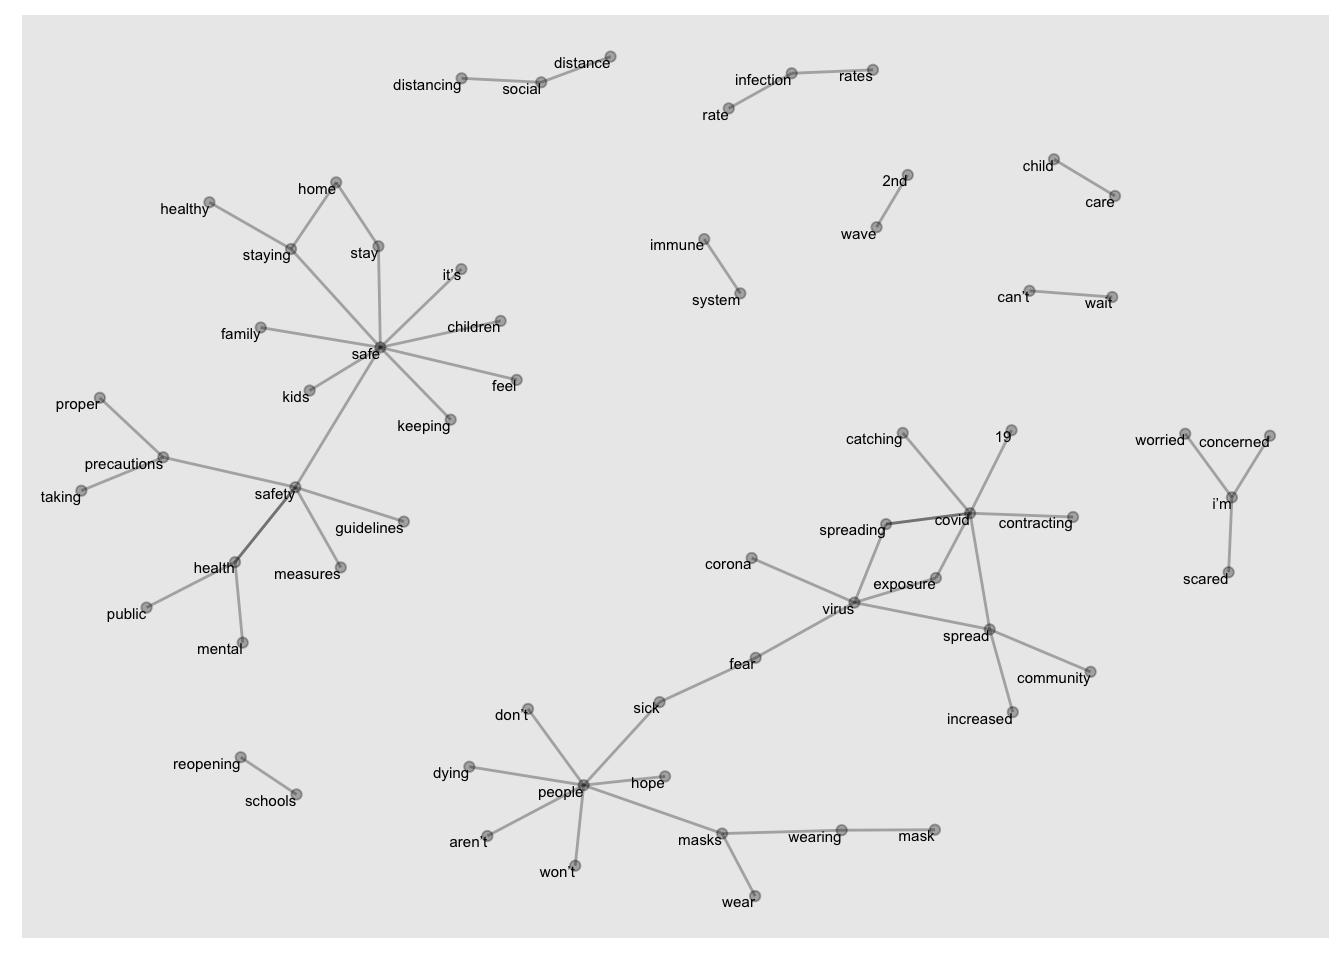 distance
distancing
social
infection
rates
rate
child
care
2nd
wave
home
healthy
staying
stay
it’s
immune
system
can’t
wait
family
children
safe
feel
kids
keeping
proper
precautions
taking
safety
guidelines
health
measures
public
mental
catching
19
worried
concerned
i’m
scared
spreading
covid
contracting
corona
exposure
virus
spread
fear
community
increased
sick
don’t
dying
people
hope
reopening
schools
aren’t
masks
wearing
mask
won’t
wear